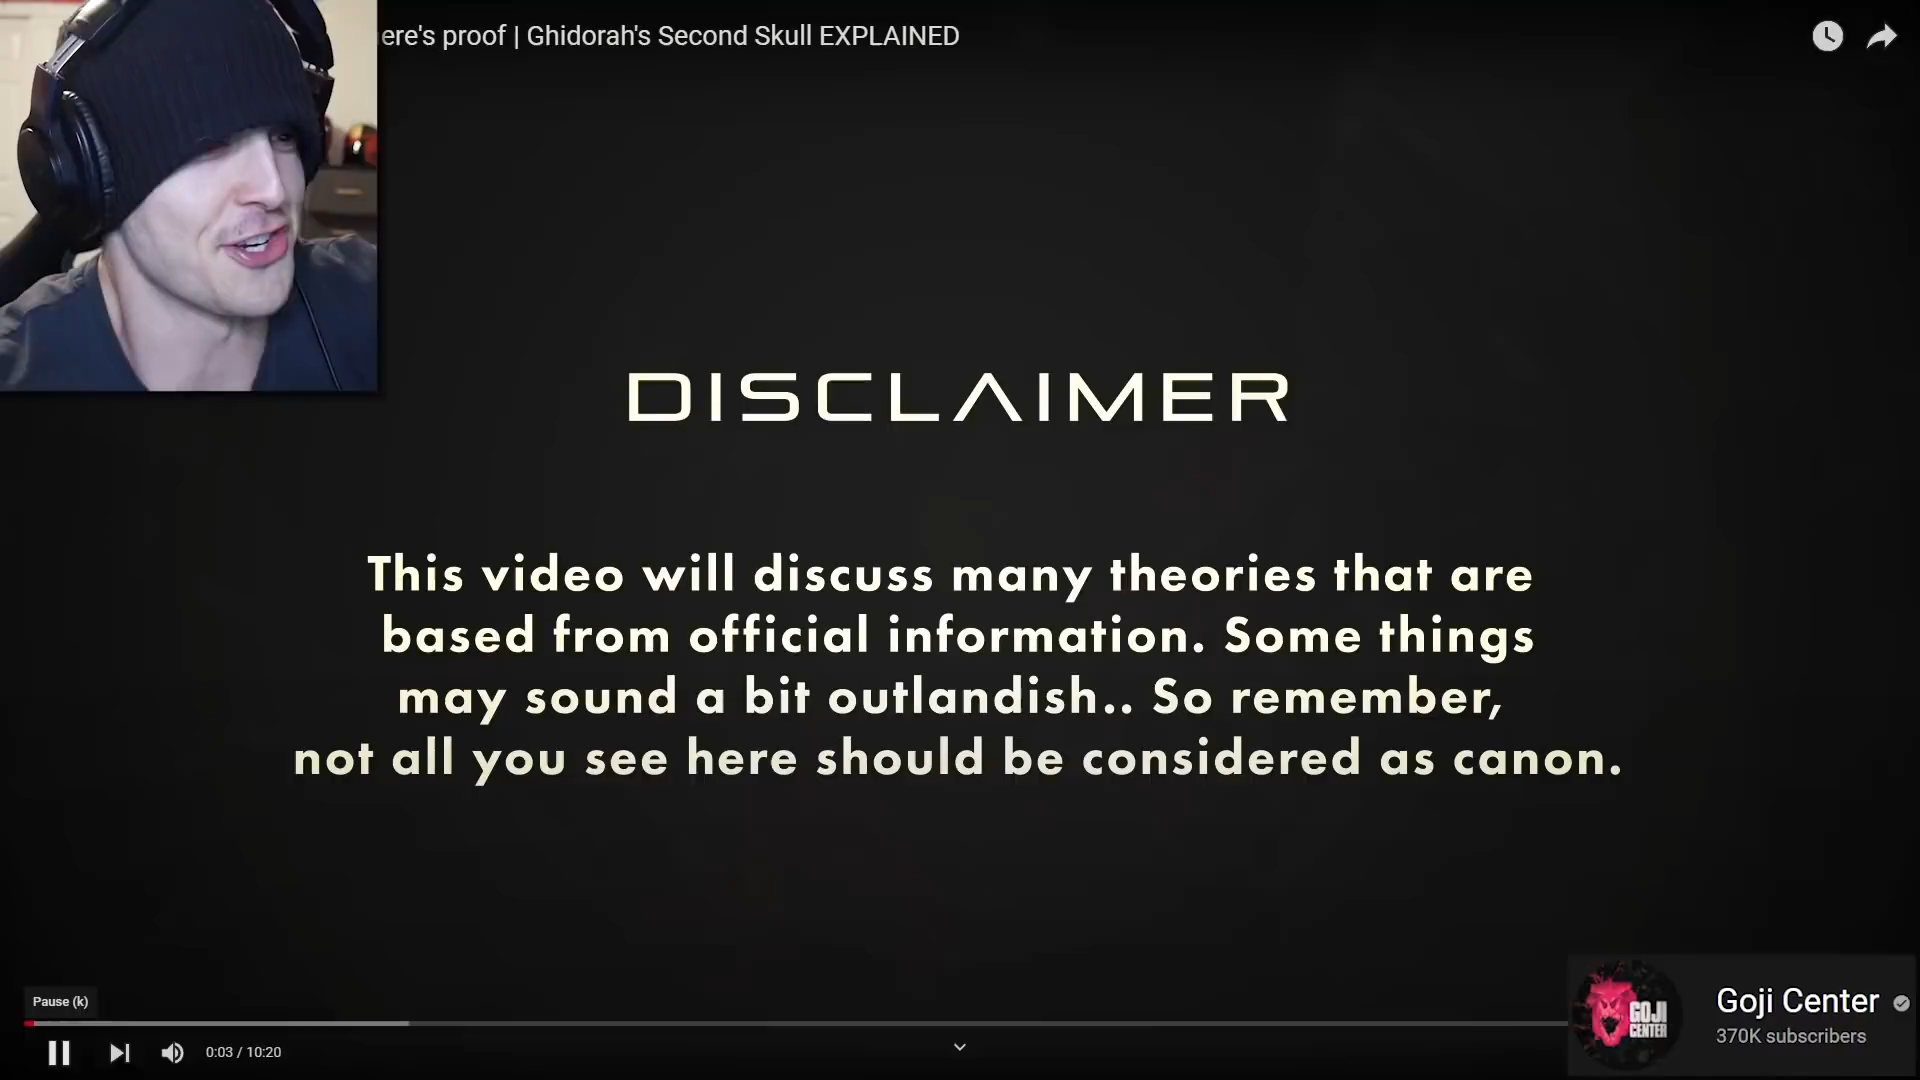 ere's proof | Ghidorah's Second Skull EXPLAINED
DISCLAIMER
This video will discuss many theories that are
based from official information. Some things
may sound a bit outlandish.. So remember,
not all you see here should be considered as canon.
Pause (k)
0:03 / 10:20
GOJI
CENTER
Goji Center
370K subscribers